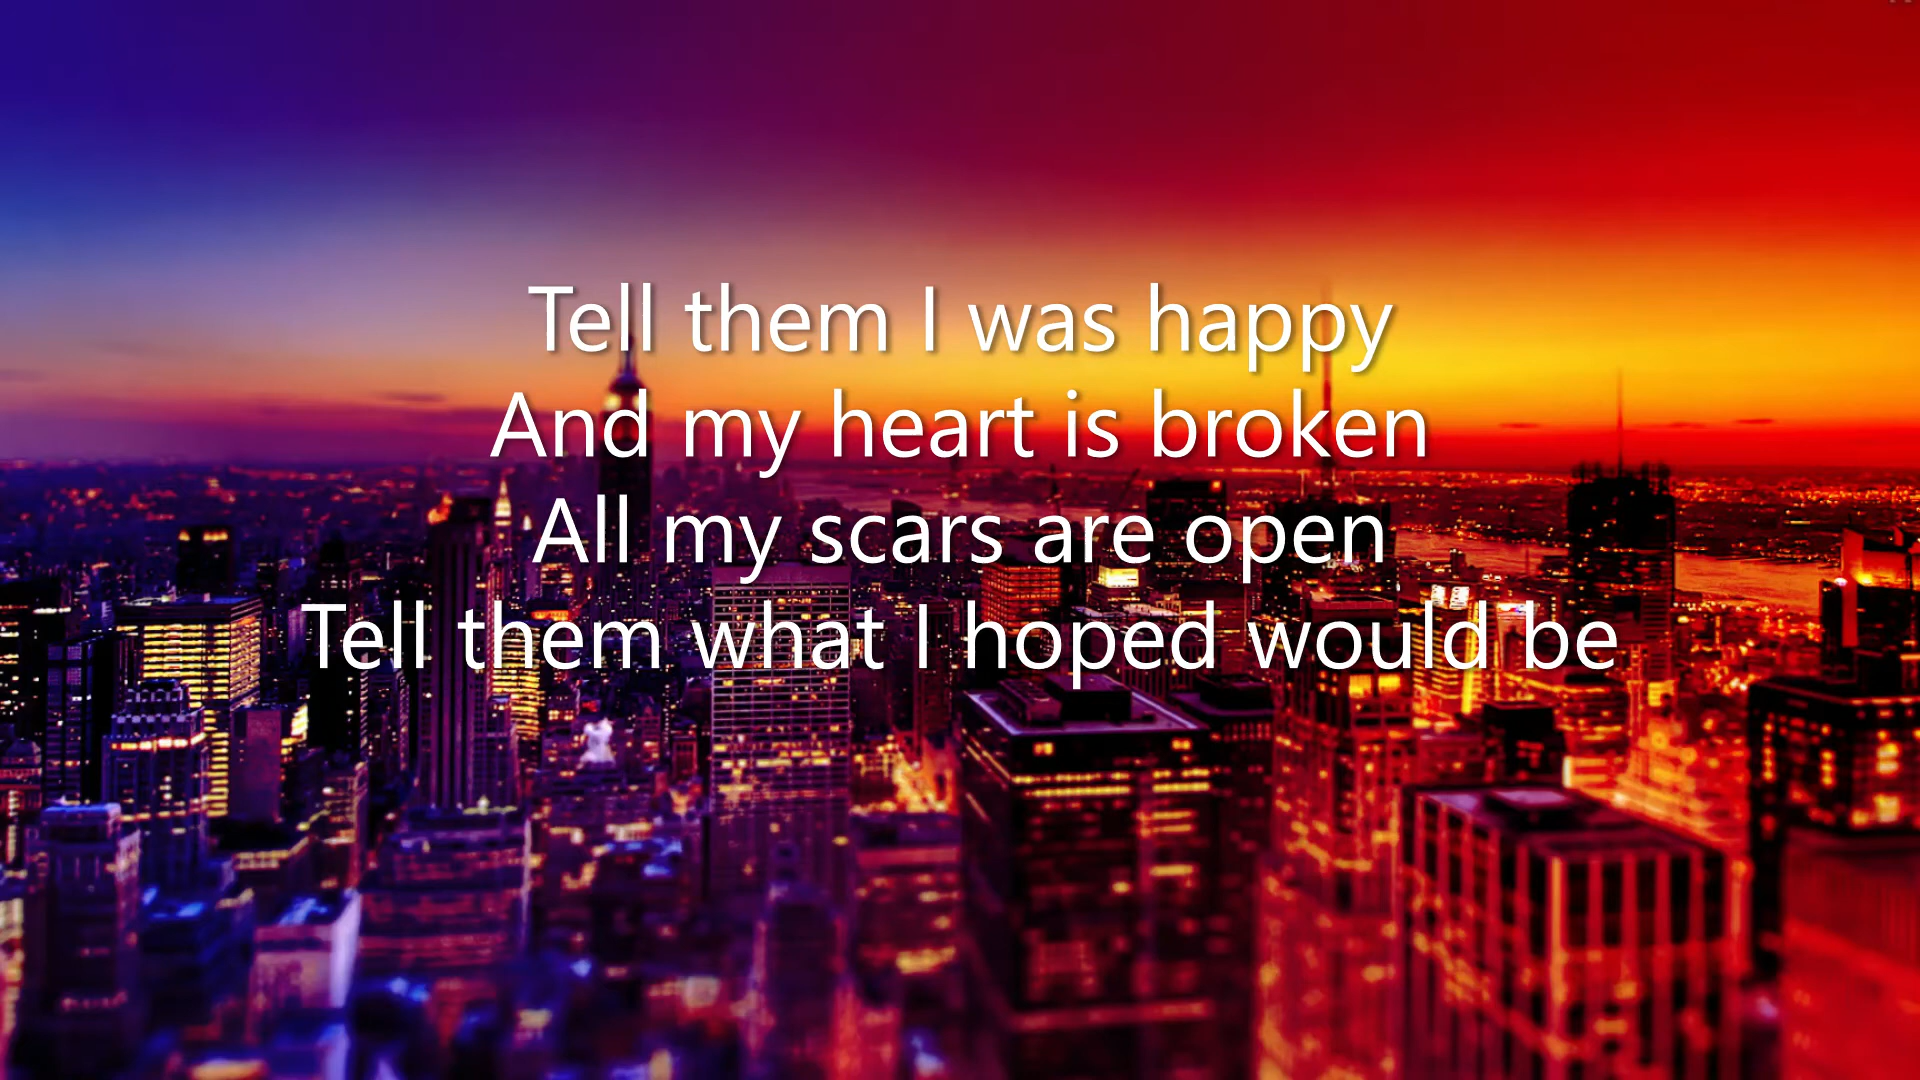 Tell them I was happy
And my heart is broken
All my scars are open
Tell them what I hoped would be